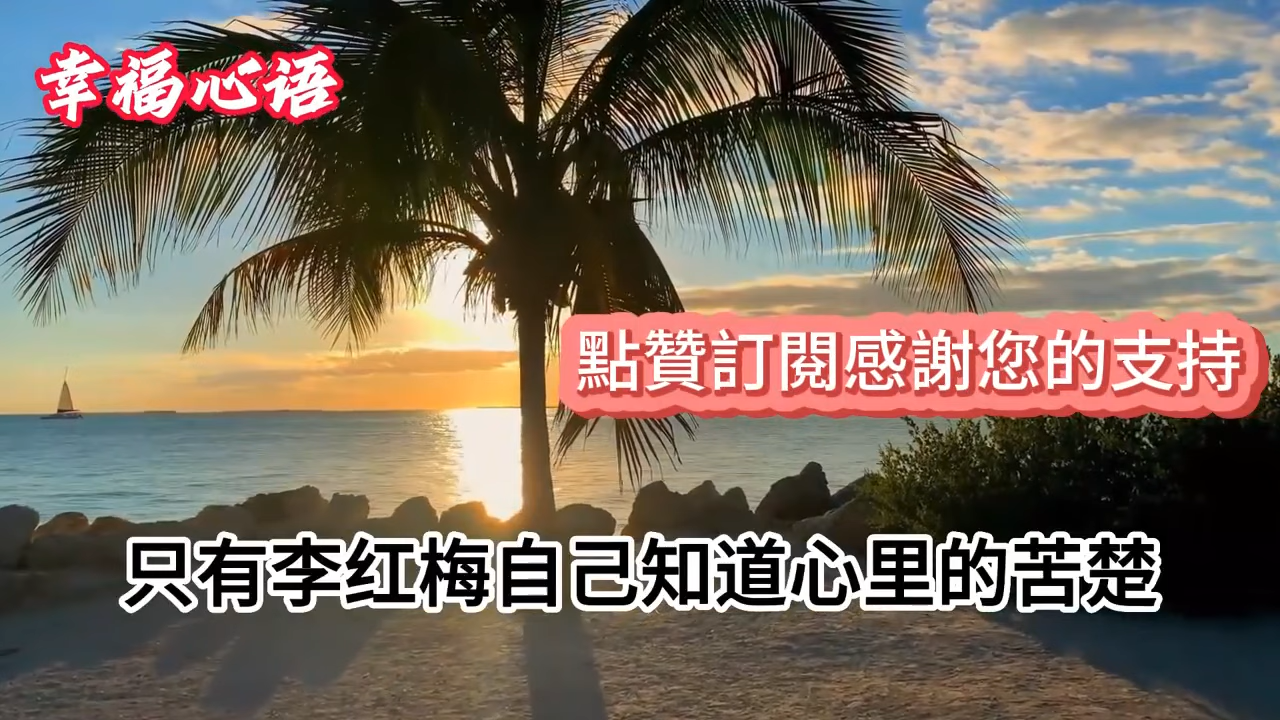 幸福心语
點贊訂閱感謝您的支持
只有李红梅自己知道心里的苦楚